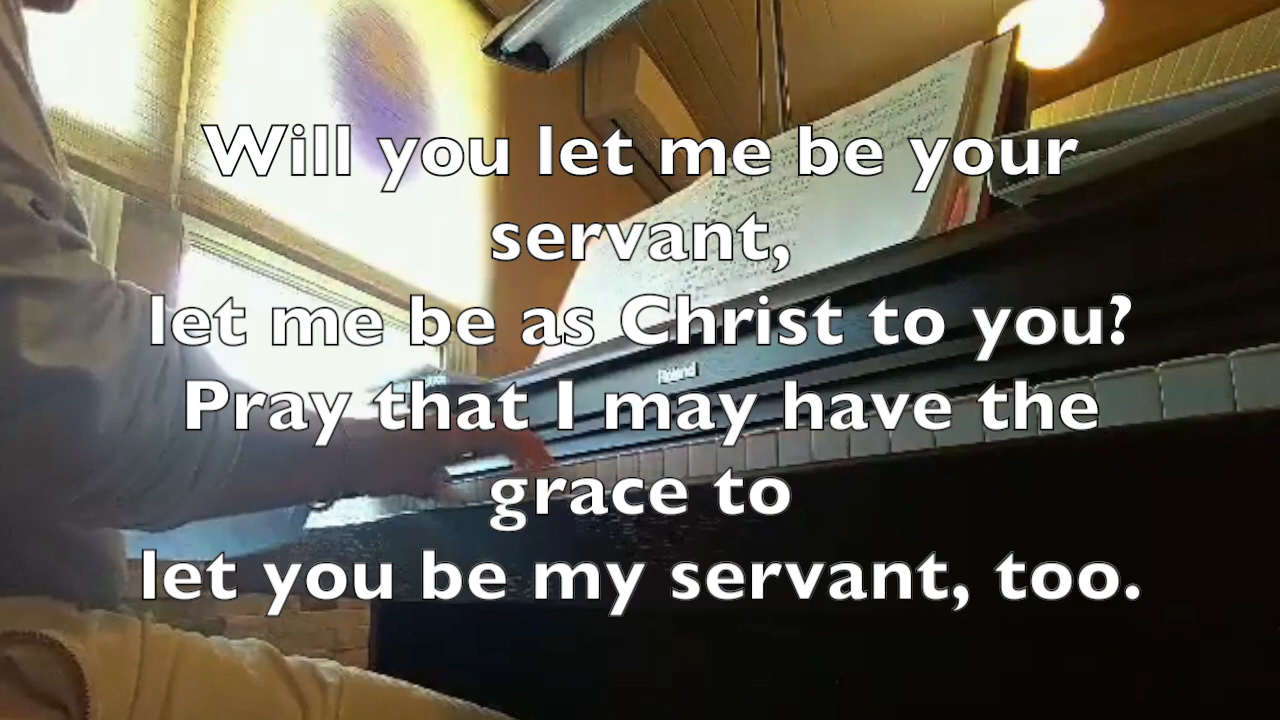 Will you let me be your
servant,
let me be as Christ to you?
Roland
Pray that I may have the
grace to
let you be my servant, too.